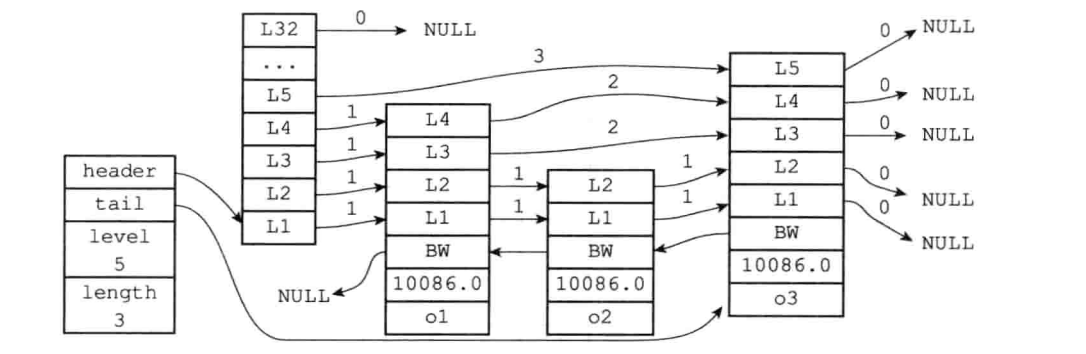 header
tail
level
5
length
3
L32
...
L5
L4
L3
L2
L1
0
NULL
3
1
1
1
1
NULL
L4
L3
L2
L1
BW
10086.0
o1
2
2
1
1
L2
L1
BW
10086.0
o2
1
1
L5
L4
L3
L2
L1
BW
10086.0
o3
0
NULL
0
NULL
0
NULL
0
NULL
0
NULL